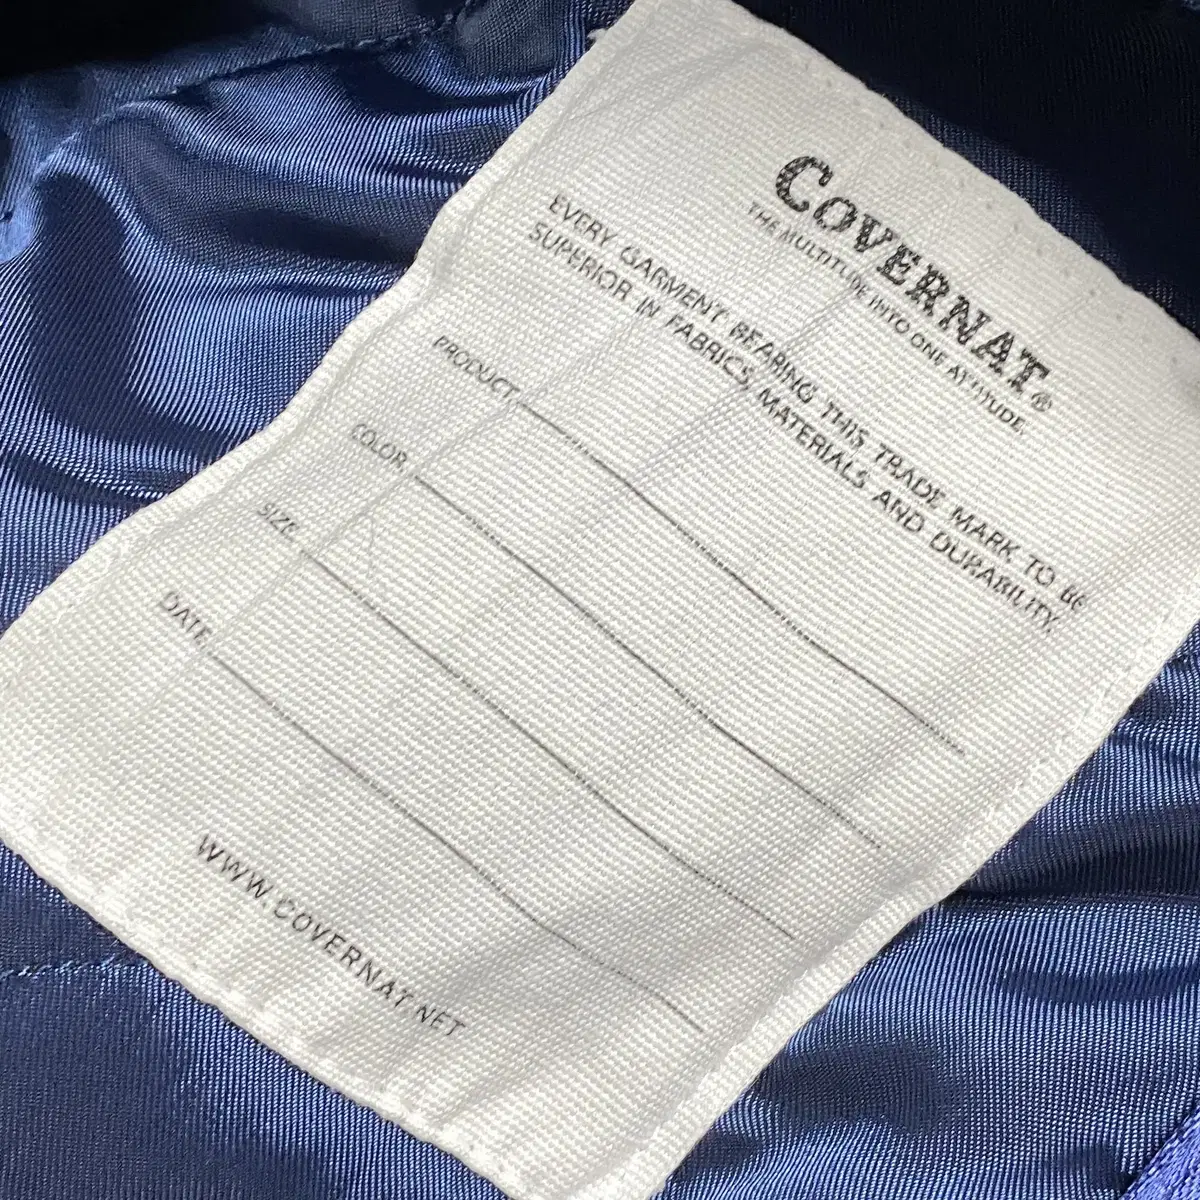 COVERNAT®
THE MULTITUDE INTO ONE ATTITUDE.
EVERY GARMENT BEARING THIS TRADE MARK TO BE
SUPERIOR IN FABRICS, MATERIALS AND DURABILITY.
PRODUCT
COLOR
SIZE
DATE
WWW.COVERNAT.NET